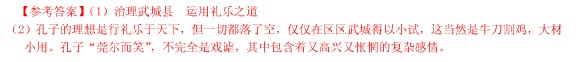 【参考答案】（1）治理武城县　运用礼乐之道
（2）孔子的理想是行礼乐于天下，但一切都落了空，仅仅在区区武城得以小试，这当然是牛刀割鸡，大材
小用。孔子“莞尔而笑”，不完全是戏谑，其中包含着又高兴又怅惘的复杂感情。